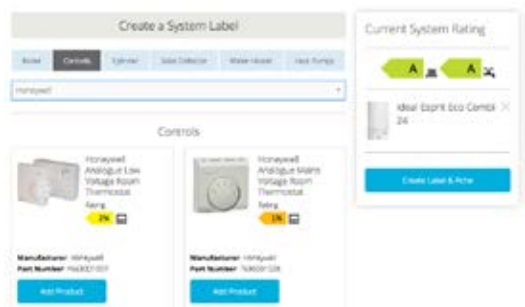 Create a System Label
Boiler
Controls
Cylinder
Solar Collector
Water Heater
Heat Pumps
Honeywell
Controls
Honeywell
Analogue Low
Voltage Room
Thermostat
Rating
2%
Manufacturer Honeywell
Part Number
Add Product
Honeywell
Analogue Mains
Voltage Room
Thermostat
Rating
1%
Manufacturer Honeywell
Part Number
Add Product
Current System Rating
A
A
Ideal Esprit Eco Combi
24
Create Label & Fiche